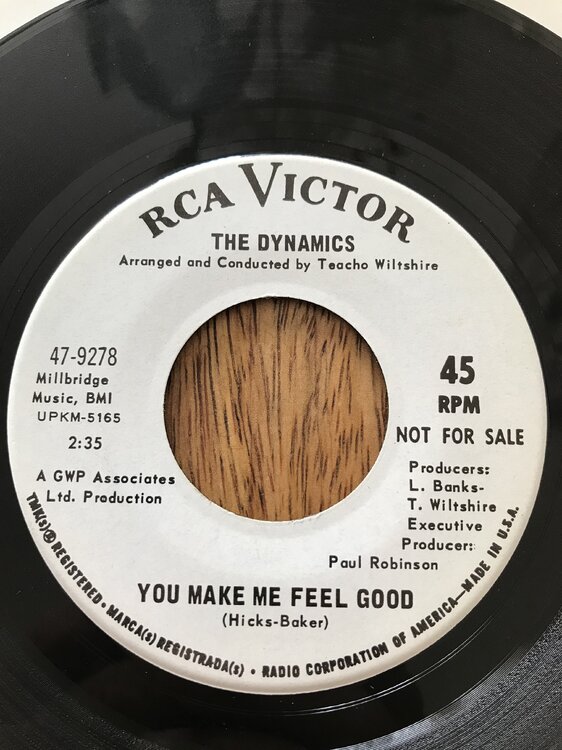 RCA VICTOR
THE DYNAMICS
Arranged and Conducted by Teacho Wiltshire
47-9278
Millbridge
Music, BMI
UPKM-5165
2:35
A GWP Associates
Ltd. Production
45
RPM
NOT FOR SALE
Producers:
L. Banks-
T. Wiltshire
Executive
Producer:
Paul Robinson
YOU MAKE ME FEEL GOOD
(Hicks-Baker)
TMK(s)®REGISTERED • MARCA(s) REGISTRADA(s) • RADIO CORPORATION OF AMERICA—MADE IN U.S.A.